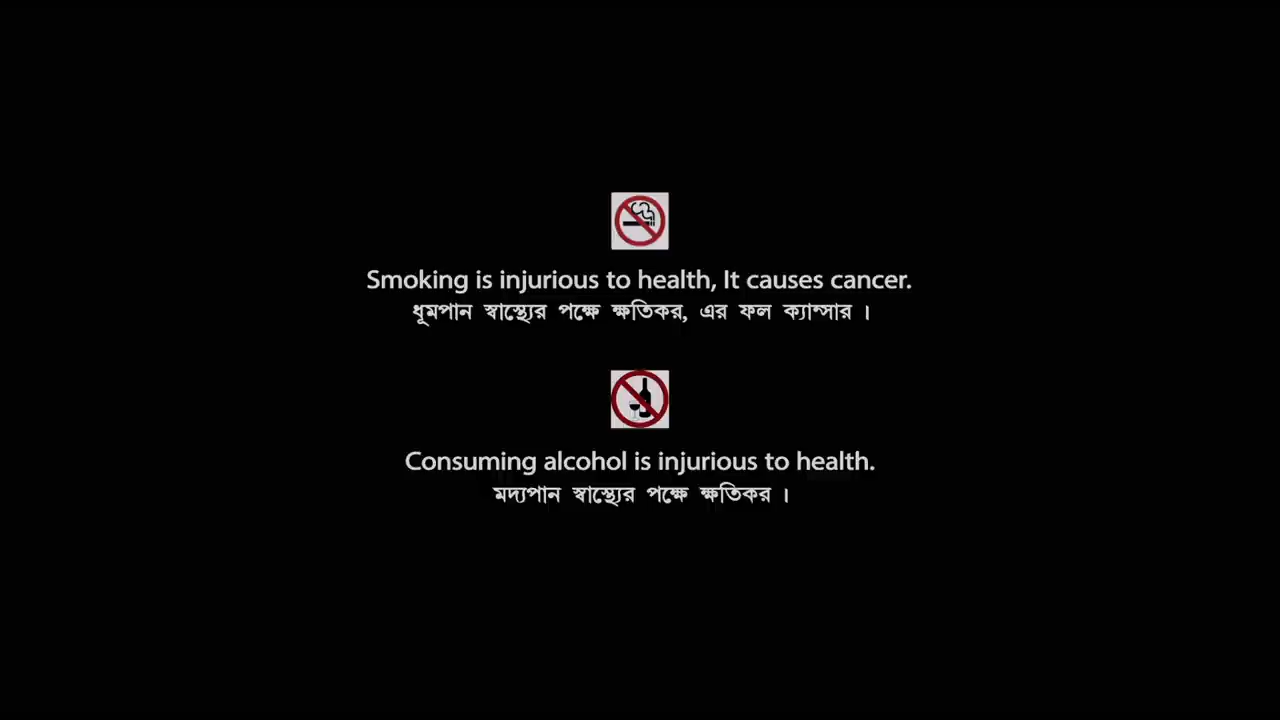 Smoking is injurious to health, It causes cancer.
ধূমপান স্বাস্থ্যের পক্ষে ক্ষতিকর, এর ফল ক্যান্সার ।
Consuming alcohol is injurious to health.
মদ্যপান স্বাস্থ্যের পক্ষে ক্ষতিকর ।